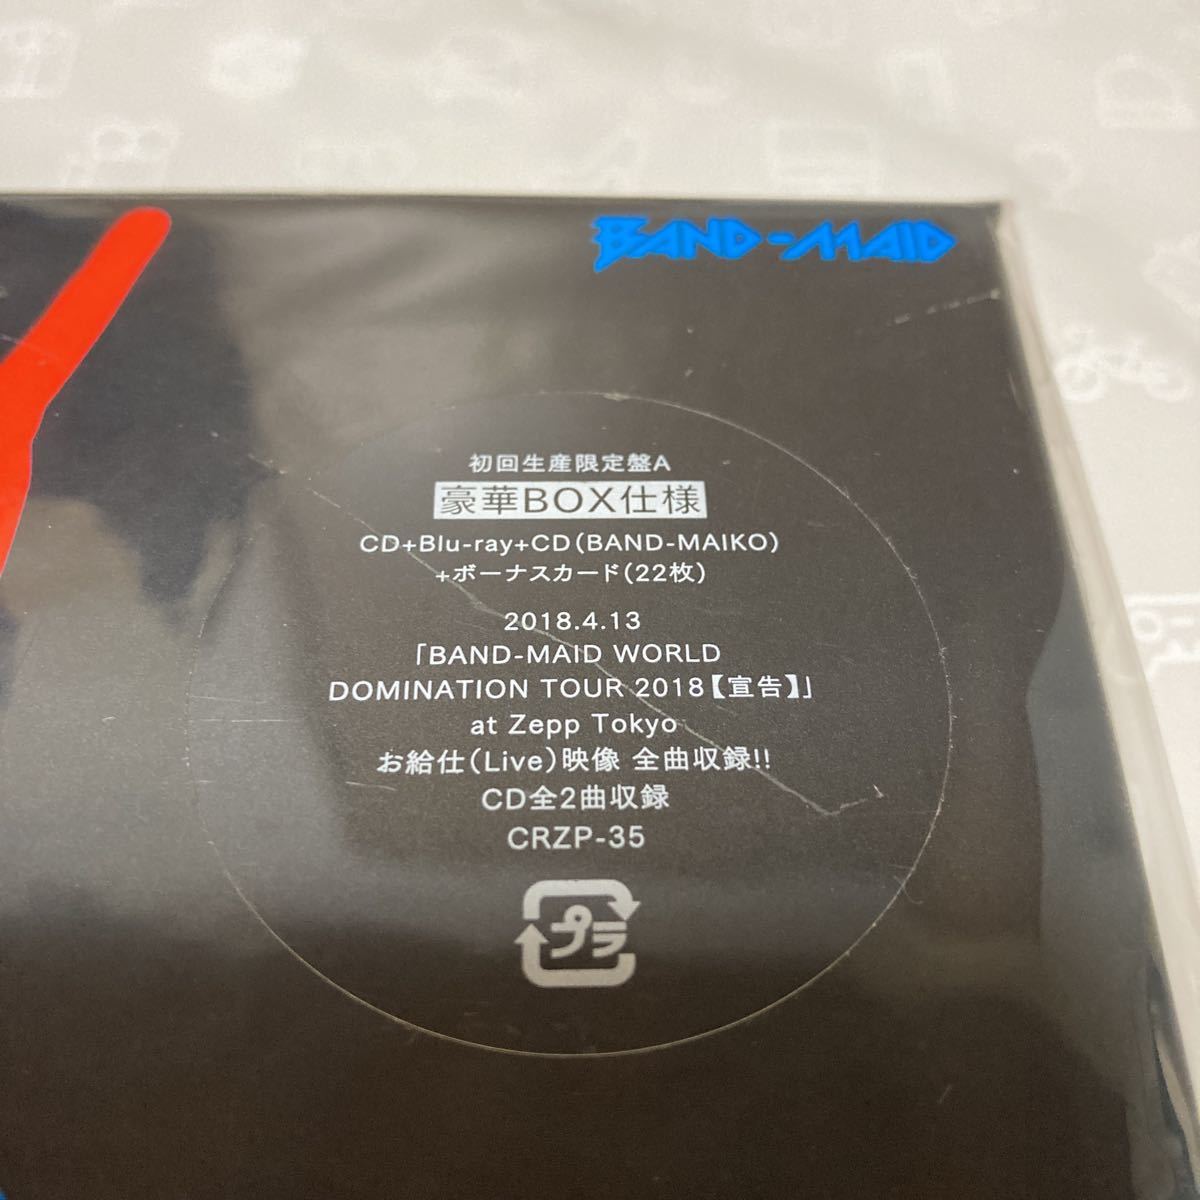 BAND-MAID
初回生産限定盤A
豪華BOX仕様
CD+Blu-ray+CD(BAND-MAIKO)
+ボーナスカード(22枚)
2018.4.13
「BAND-MAID WORLD
DOMINATION TOUR 2018【宣告】」
at Zepp Tokyo
お給仕(Live)映像 全曲収録!!
CD全2曲収録
CRZP-35
プラ